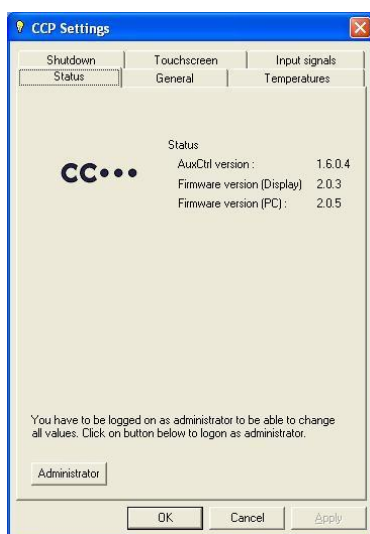 CCP Settings
Shutdown Touchscreen Input signals
Status General Temperatures
Status
CC•••
AuxCtrl version : 1.6.0.4
Firmware version (Display) 2.0.3
Firmware version (PC) : 2.0.5
You have to be logged on as administrator to be able to change
all values. Click on button below to logon as administrator.
Administrator
OK Cancel Apply